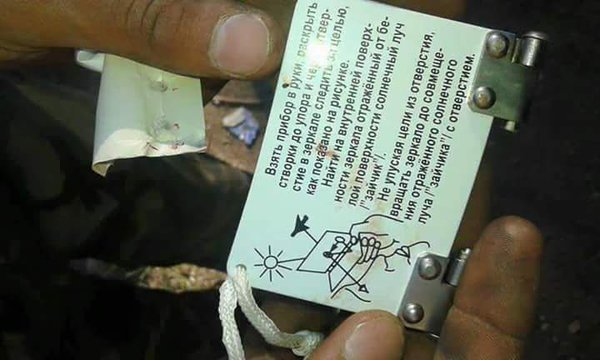 Взять прибор в руки, раскрыть
створки до упора и через отвер-
стие в зеркале следить за целью,
как показано на рисунке.
Найти на внутренней поверх-
ности зеркала отражённый от бе-
лой поверхности солнечный луч
/"зайчик"/.
Не упуская цели из отверстия,
вращать зеркало до совмеще-
ния отражённого солнечного
луча /"зайчика"/ с отверстием.